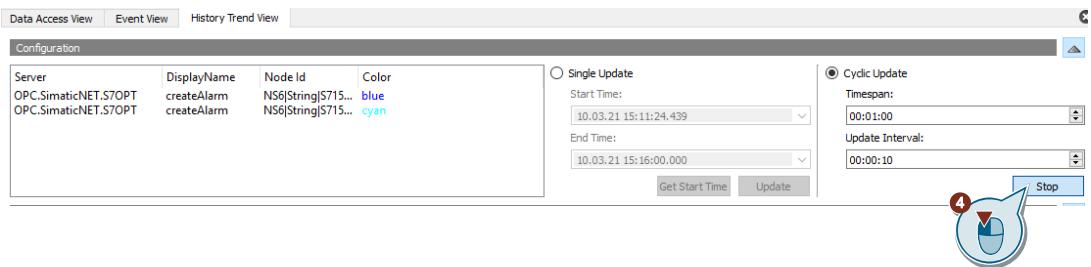 Data Access View Event View History Trend View
Configuration
Server DisplayName Node Id Color
OPC.SimaticNET.S7OPT createAlarm NS6|String|S715... blue
OPC.SimaticNET.S7OPT createAlarm NS6|String|S715... cyan
Single Update
Start Time:
10.03.21 15:11:24.439
End Time:
10.03.21 15:16:00.000
Get Start Time Update
Cyclic Update
Timespan:
00:01:00
Update Interval:
00:00:10
Stop
4